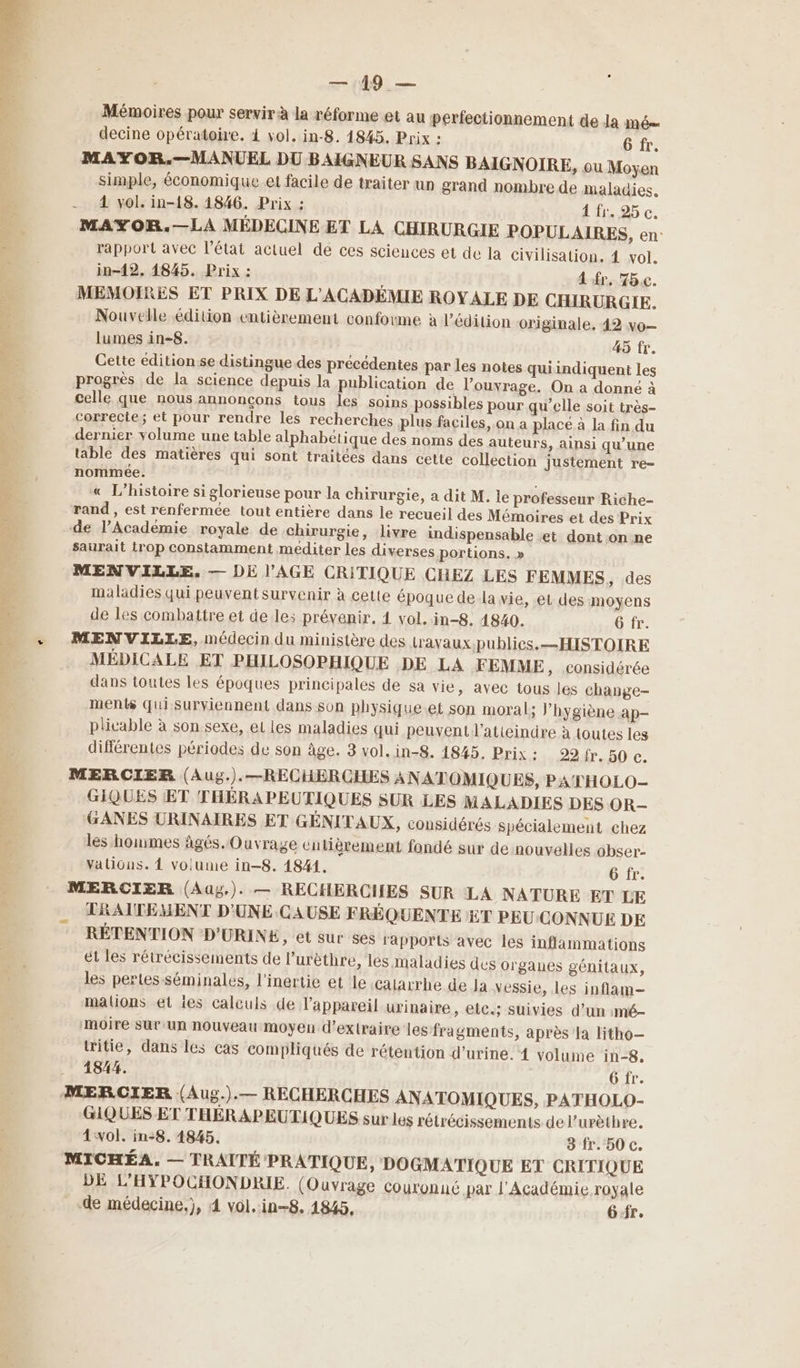 — 19 —
Mémoires pour servir à la réforme et au perfectionnement de la mé-
decine opératoire. 1 vol. in-8. 1845. Prix : 6 fr.
MAYOR.—MANUEL DU BAIGNEUR SANS BAIGNOIRE, ou Moyen
simple, économique et facile de traiter un grand nombre de maladies.
1 vol. in-18. 1846. Prix : 1 fr. 25 c.
MAYOR.—LA MÉDECINE ET LA CHIRURGIE POPULAIRES, en
rapport avec l'état actuel de ces sciences et de la civilisation. 1 vol.
in-12. 1845. Prix : 1 fr. 75 c.
MEMOIRES ET PRIX DE L'ACADÉMIE ROYALE DE CHIRURGIE.
Nouvelle édition entièrement conforme à l'édition originale. 12 vo-
lumes in-8. 45 fr.
Cette édition se distingue des précédentes par les notes qui indiquent les
progrès de la science depuis la publication de l'ouvrage. On a donné à
celle que nous annonçons tous les soins possibles pour qu'elle soit très-
correcte; et pour rendre les recherches plus faciles, on a placé à la fin du
dernier volume une table alphabétique des noms des auteurs, ainsi qu'une
table des matières qui sont traitées dans cette collection justement re-
nommée.
« L'histoire si glorieuse pour la chirurgie, a dit M. le professeur Riche-
rand, est renfermée tout entière dans le recueil des Mémoires et des Prix
de l'Académie royale de chirurgie, livre indispensable et dont on ne
saurait trop constamment méditer les diverses portions. »
MENVILLE. — DE l'AGE CRITIQUE CHEZ LES FEMMES, des
maladies qui peuvent survenir à cette époque de la vie, et des moyens
de les combattre et de les prévenir. 1 vol. in-8. 1840. 6 fr.
MENVILLE, médecin du ministère des travaux publics.—HISTOIRE
MÉDICALE ET PHILOSOPHIQUE DE LA FEMME, considérée
dans toutes les époques principales de sa vie, avec tous les change-
ments qui surviennent dans son physique et son moral; l'hygiène ap-
plicable à son sexe, et les maladies qui peuvent l'atteindre à toutes les
différentes périodes de son âge. 3 vol. in-8. 1845. Prix : 22 fr. 50 c.
MERCIER (Aug.).—RECHERCHES ANATOMIQUES, PATHOLO-
GIQUES ET THÉRAPEUTIQUES SUR LES MALADIES DES OR-
GANES URINAIRES ET GÉNITAUX, considérés spécialement chez
les hommes âgés. Ouvrage entièrement fondé sur de nouvelles obser-
vations. 1 volume in-8. 1841. 6 fr.
MERCIER (Aug.). — RECHERCHES SUR LA NATURE ET LE
TRAITEMENT D'UNE CAUSE FRÉQUENTE ET PEU CONNUE DE
RÉTENTION D'URINE, et sur ses rapports avec les inflammations
et les rétrécissements de l'urèthre, les maladies des organes génitaux,
les pertes séminales, l'inertie et le catarrhe de la vessie, les inflam-
mations et les calculs de l'appareil urinaire, etc.; suivies d'un mé-
moire sur un nouveau moyen d'extraire les fragments, après la litho-
tritie, dans les cas compliqués de rétention d'urine. 1 volume in-8.
1844. 6 fr.
MERCIER (Aug.).— RECHERCHES ANATOMIQUES, PATHOLO-
GIQUES ET THÉRAPEUTIQUES sur les rétrécissements de l'urèthre.
1 vol. in-8. 1845. 3 fr. 50 c.
MICHÉA. — TRAITÉ PRATIQUE, DOGMATIQUE ET CRITIQUE
DE L'HYPOCHONDRIE. (Ouvrage couronné par l'Académie royale
de médecine.), 1 vol. in-8. 1845. 6 fr.